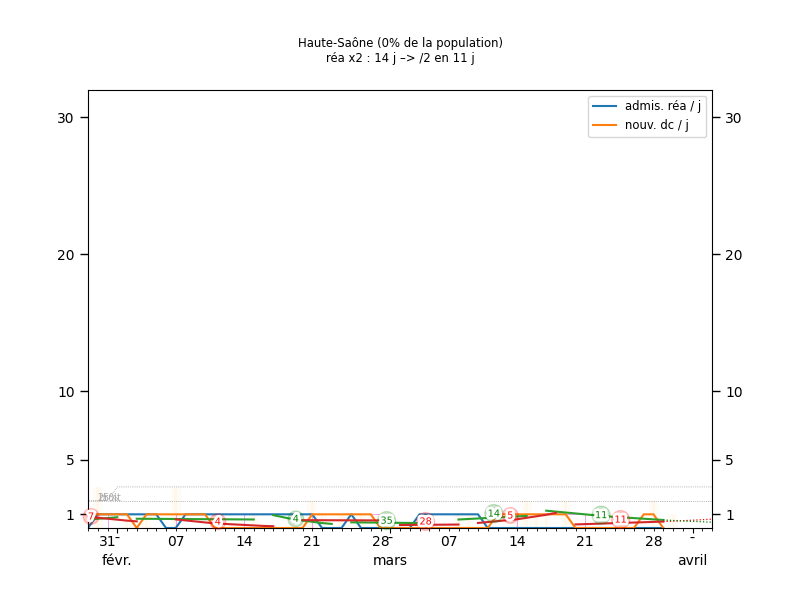 Haute-Saône (0% de la population)
réa x2 : 14 j –> /2 en 11 j
admis. réa / j
nouv. dc / j
30 30
20 20
10 10
5 5
1 1
7 4 4 35 28 14 5 11 11
31 07 14 21 28 07 14 21 28
févr. mars avril